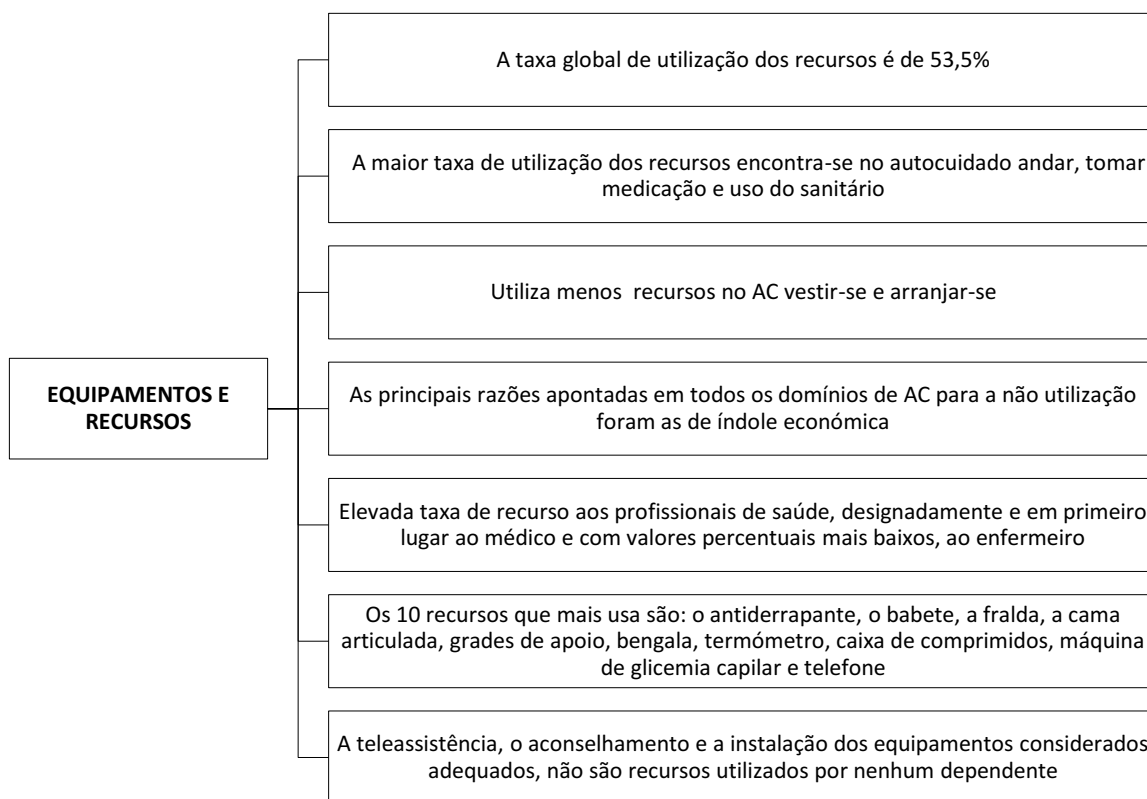 A taxa global de utilização dos recursos é de 53,5%
A maior taxa de utilização dos recursos encontra-se no autocuidado andar, tomar
medicação e uso do sanitário
Utiliza menos  recursos no AC vestir-se e arranjar-se
EQUIPAMENTOS E
RECURSOS
As principais razões apontadas em todos os domínios de AC para a não utilização
foram as de índole económica
Elevada taxa de recurso aos profissionais de saúde, designadamente e em primeiro
lugar ao médico e com valores percentuais mais baixos, ao enfermeiro
Os 10 recursos que mais usa são: o antiderrapante, o babete, a fralda, a cama
articulada, grades de apoio, bengala, termómetro, caixa de comprimidos, máquina
de glicemia capilar e telefone
A teleassistência, o aconselhamento e a instalação dos equipamentos considerados
adequados, não são recursos utilizados por nenhum dependente